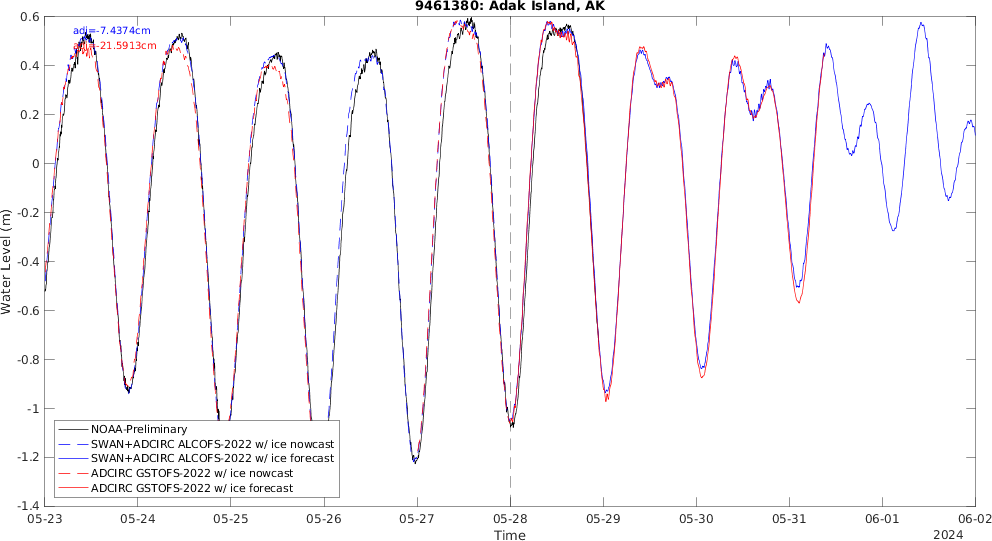 9461380: Adak Island, AK
adj=-7.4374cm
adj=-21.5913cm
Water Level (m)
0.6
0.4
0.2
0
-0.2
-0.4
-0.6
-0.8
-1
-1.2
-1.4
NOAA-Preliminary
SWAN+ADCIRC ALCOFS-2022 w/ ice nowcast
SWAN+ADCIRC ALCOFS-2022 w/ ice forecast
ADCIRC GSTOFS-2022 w/ ice nowcast
ADCIRC GSTOFS-2022 w/ ice forecast
05-23 05-24 05-25 05-26 05-27 05-28 05-29 05-30 05-31 06-01 06-02
Time
2024